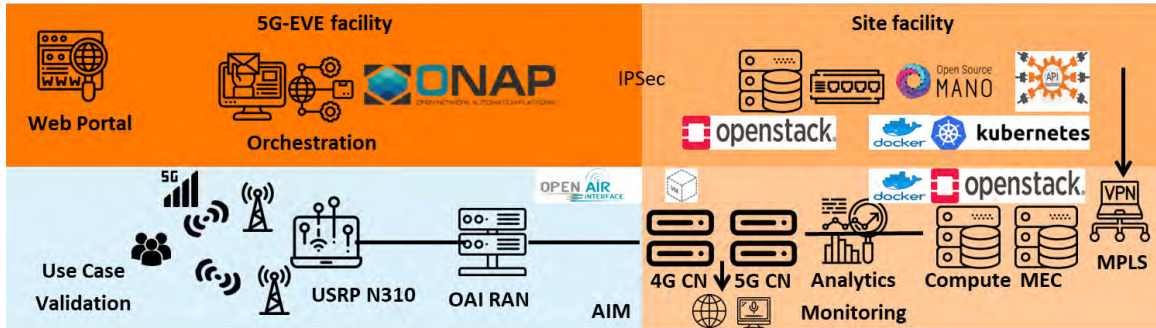 5G-EVE facility
Site facility
WWW
Web Portal
Orchestration
ONAP
OPEN NETWORK AUTOMATION PLATFORM
IPSec
Open Source
MANO
API
openstack.
docker
kubernetes
5G
OPEN AIR
INTERFACE
docker
openstack.
VPN
MPLS
Use Case
Validation
USRP N310
OAI RAN
AIM
4G CN
5G CN
Analytics
Monitoring
Compute
MEC